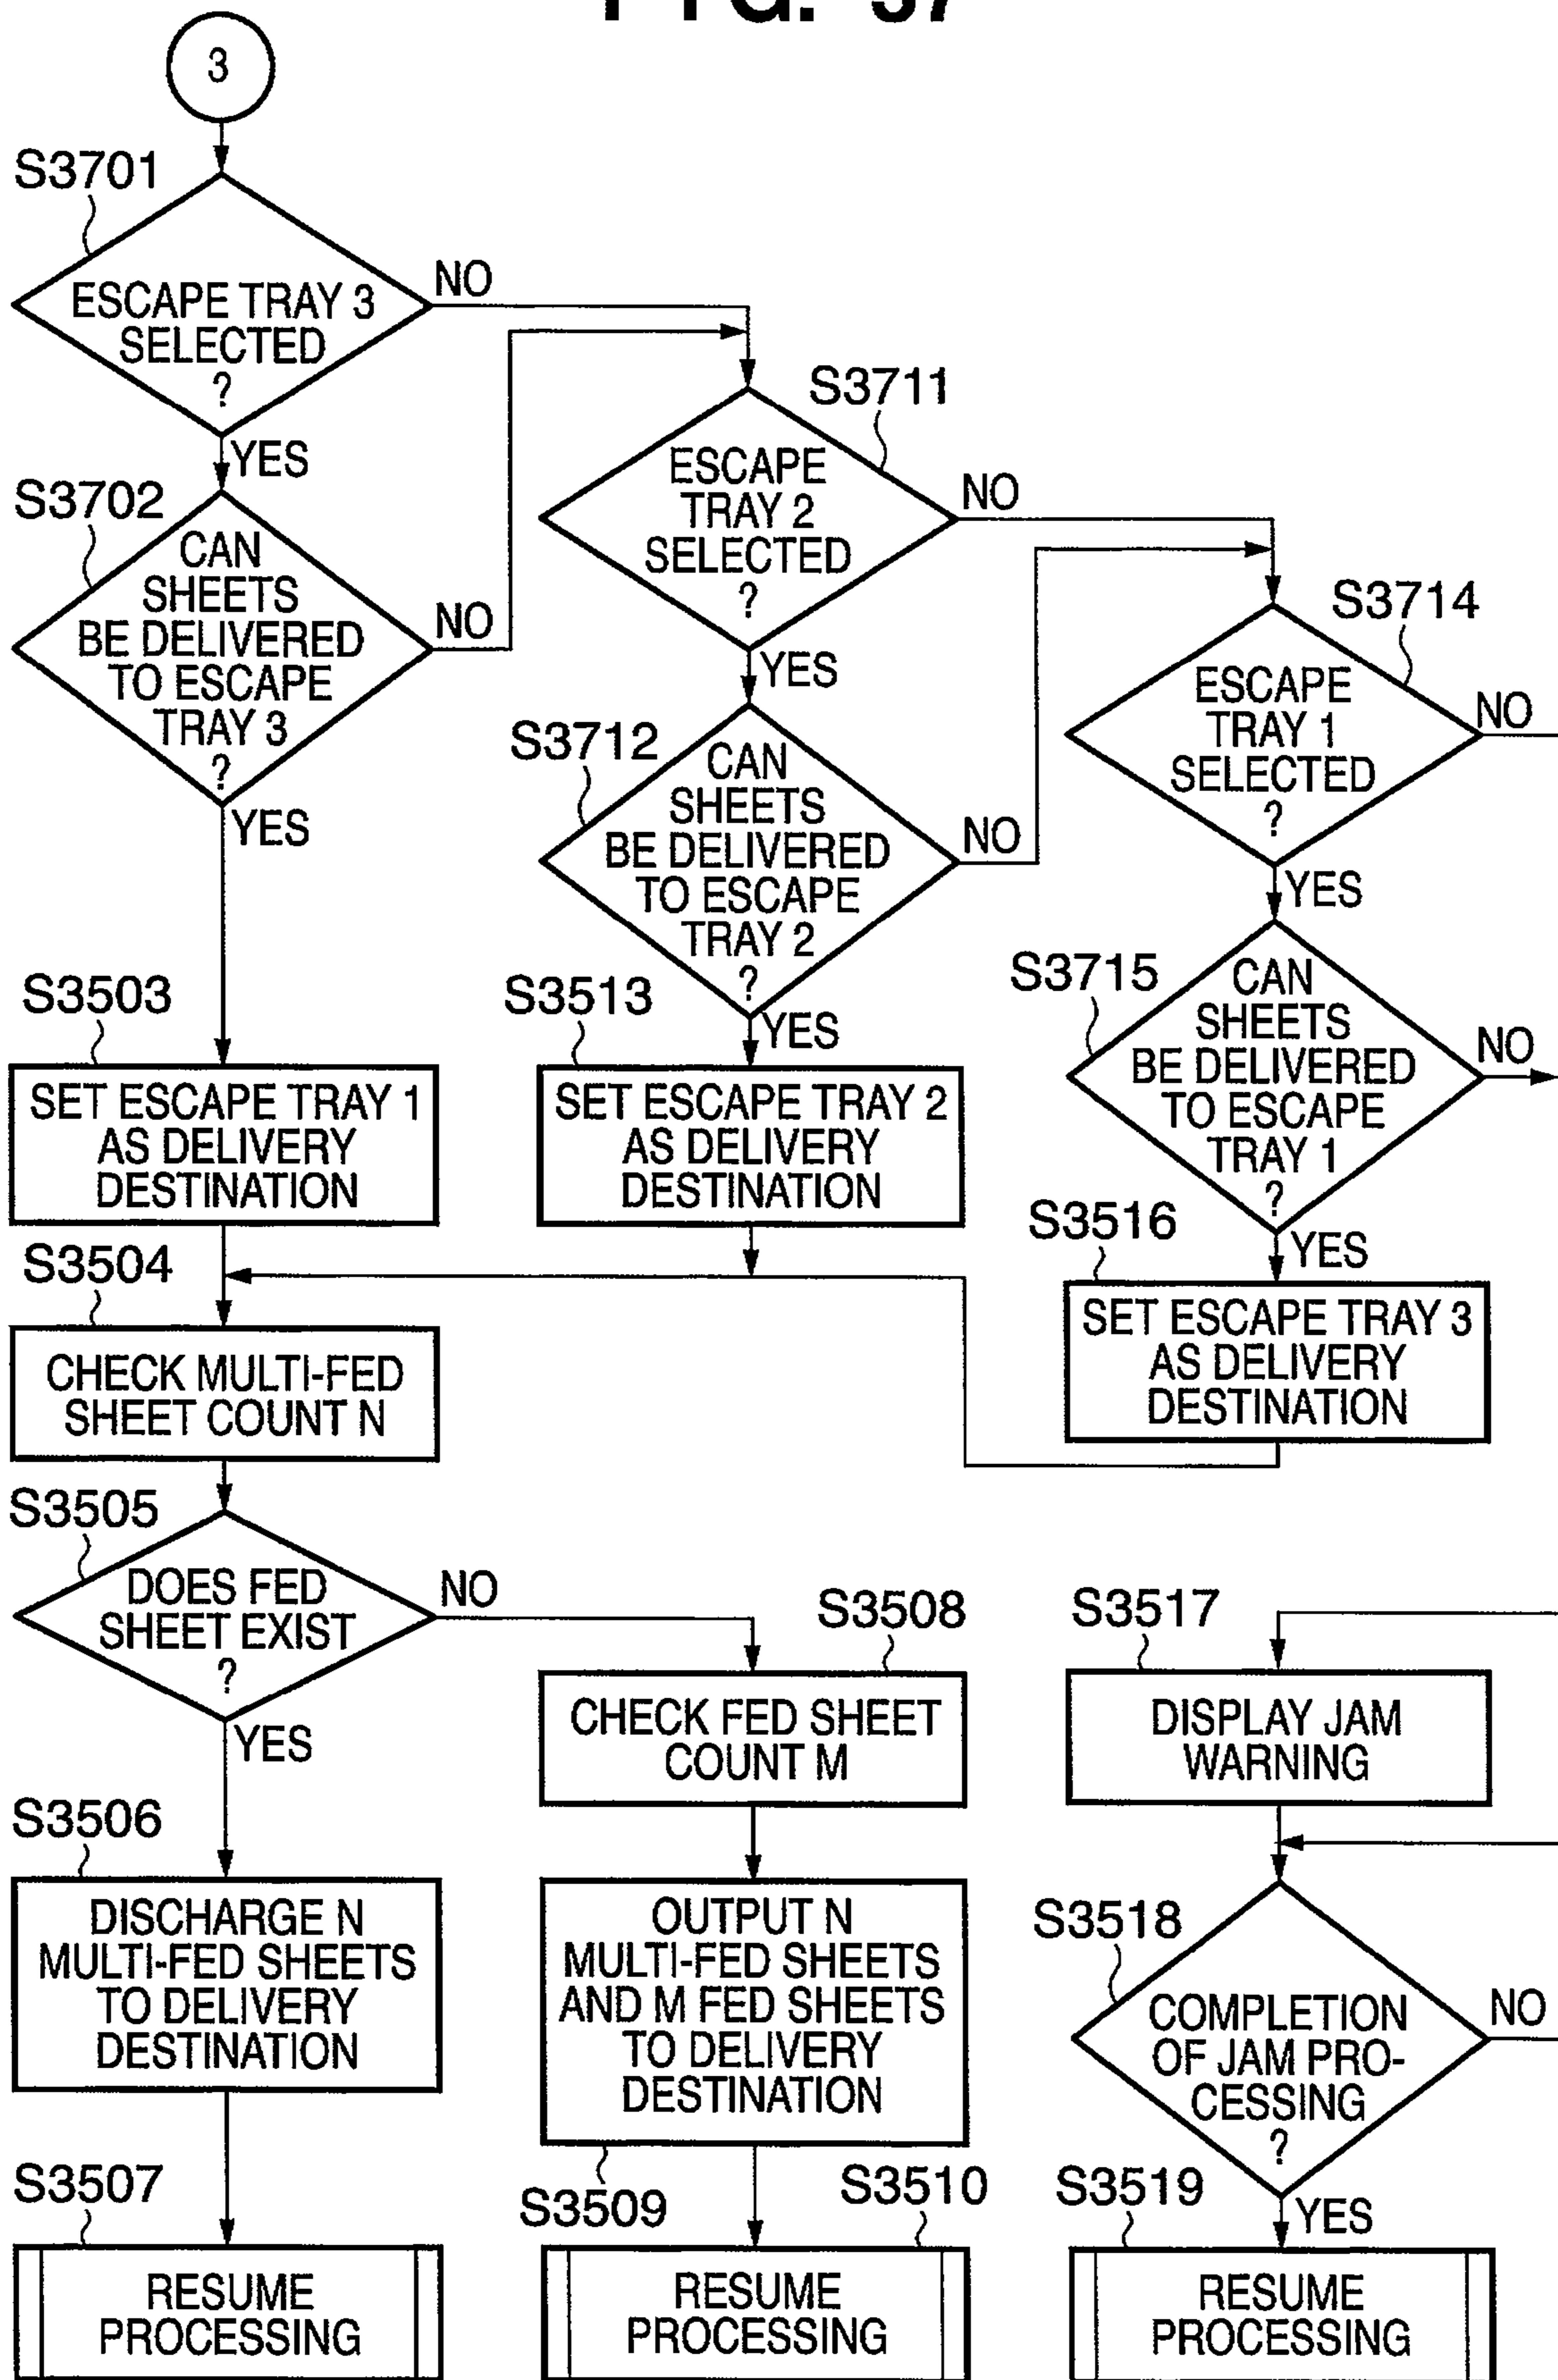 FIG. 37
3
S3701
ESCAPE TRAY 3
SELECTED
?
NO
YES
S3702
CAN
SHEETS
BE DELIVERED
TO ESCAPE
TRAY 3
?
NO
YES
S3711
ESCAPE
TRAY 2
SELECTED
?
NO
YES
S3712
CAN
SHEETS
BE DELIVERED
TO ESCAPE
TRAY 2
?
NO
YES
S3714
ESCAPE
TRAY 1
SELECTED
?
NO
YES
S3715
CAN
SHEETS
BE DELIVERED
TO ESCAPE
TRAY 1
?
NO
YES
S3503
SET ESCAPE TRAY 1
AS DELIVERY
DESTINATION
S3513
SET ESCAPE TRAY 2
AS DELIVERY
DESTINATION
S3516
SET ESCAPE TRAY 3
AS DELIVERY
DESTINATION
S3504
CHECK MULTI-FED
SHEET COUNT N
S3505
DOES FED
SHEET EXIST
?
NO
YES
S3508
CHECK FED SHEET
COUNT M
S3517
DISPLAY JAM
WARNING
S3506
DISCHARGE N
MULTI-FED SHEETS
TO DELIVERY
DESTINATION
OUTPUT N
MULTI-FED SHEETS
AND M FED SHEETS
TO DELIVERY
DESTINATION
S3509
S3518
COMPLETION
OF JAM PRO-
CESSING
?
NO
YES
S3507
RESUME
PROCESSING
S3510
RESUME
PROCESSING
S3519
RESUME
PROCESSING